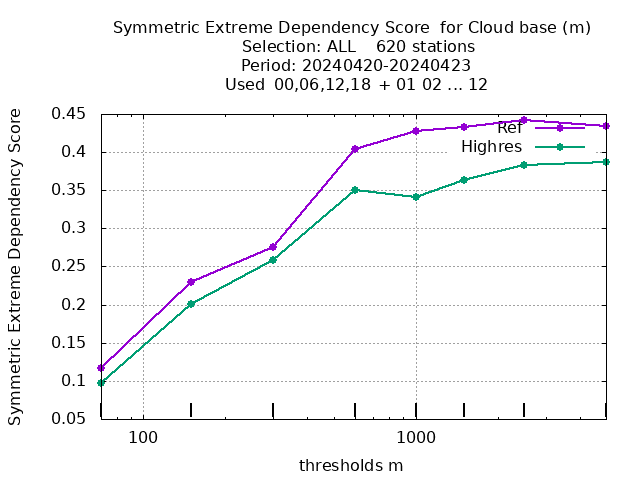 Symmetric Extreme Dependency Score for Cloud base (m)
Selection: ALL 620 stations
Period: 20240420-20240423
Used 00,06,12,18 + 01 02 ... 12
Symmetric Extreme Dependency Score
0.45
0.4
0.35
0.3
0.25
0.2
0.15
0.1
0.05
Ref
Highres
100
1000
thresholds m